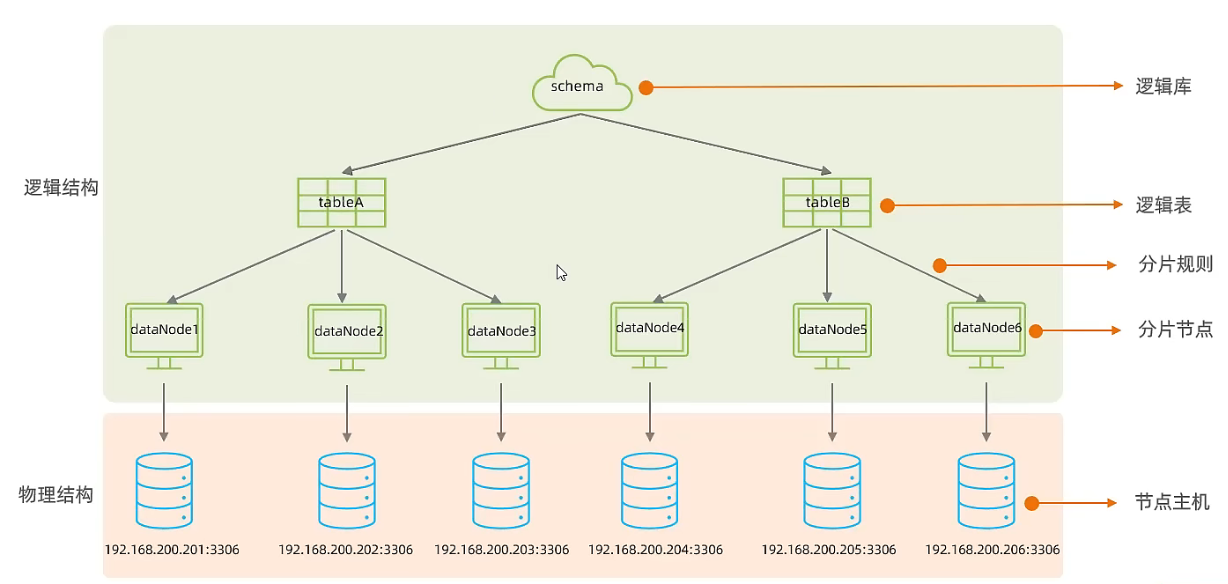 schema
逻辑库
逻辑结构
tableA
tableB
逻辑表
分片规则
dataNode1
dataNode2
dataNode3
dataNode4
dataNode5
dataNode6
分片节点
物理结构
节点主机
192.168.200.201:3306
192.168.200.202:3306
192.168.200.203:3306
192.168.200.204:3306
192.168.200.205:3306
192.168.200.206:3306